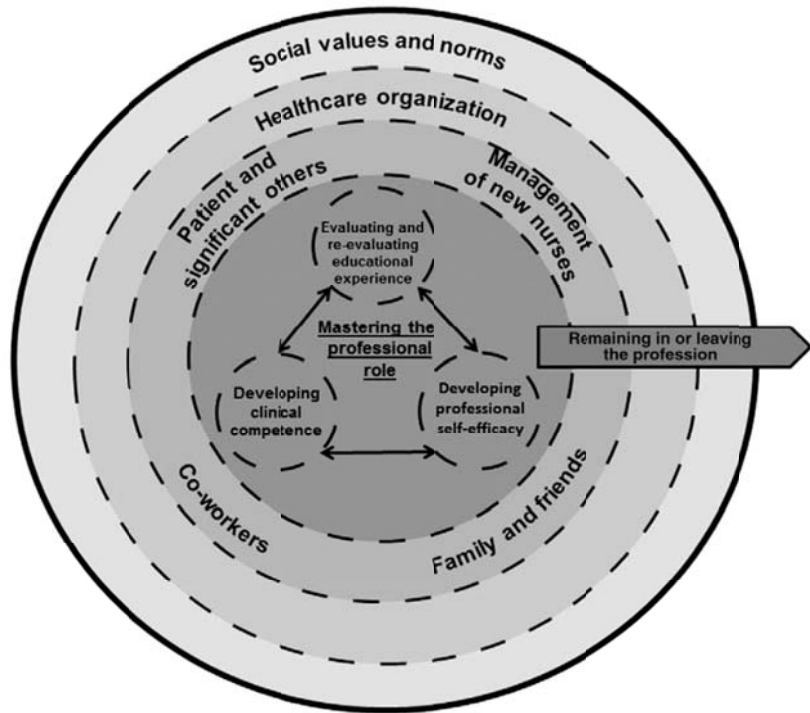 Social values and norms
Healthcare organization
Patient and
significant others
Management
of new nurses
Evaluating and
re-evaluating
educational
experience
Mastering the
professional
role
Remaining in or leaving
the profession
Developing
clinical
competence
Developing
professional
self-efficacy
Co-workers
Family and friends